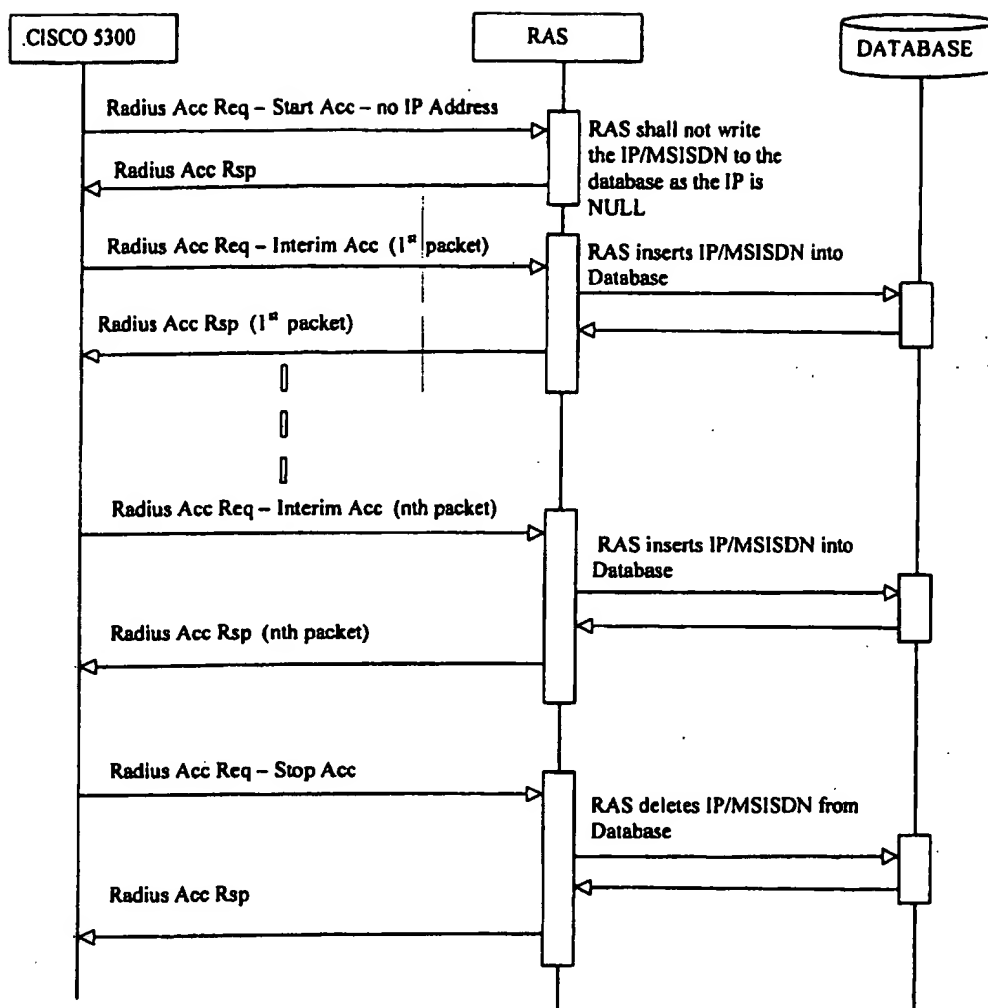 .CISCO 5300
RAS
DATABASE
Radius Acc Req – Start Acc – no IP Address
RAS shall not write
the IP/MSISDN to the
database as the IP is
NULL
Radius Acc Rsp
Radius Acc Req – Interim Acc (1st packet)
RAS inserts IP/MSISDN into
Database
Radius Acc Rsp (1st packet)
Radius Acc Req – Interim Acc (nth packet)
RAS inserts IP/MSISDN into
Database
Radius Acc Rsp (nth packet)
Radius Acc Req – Stop Acc
RAS deletes IP/MSISDN from
Database
Radius Acc Rsp